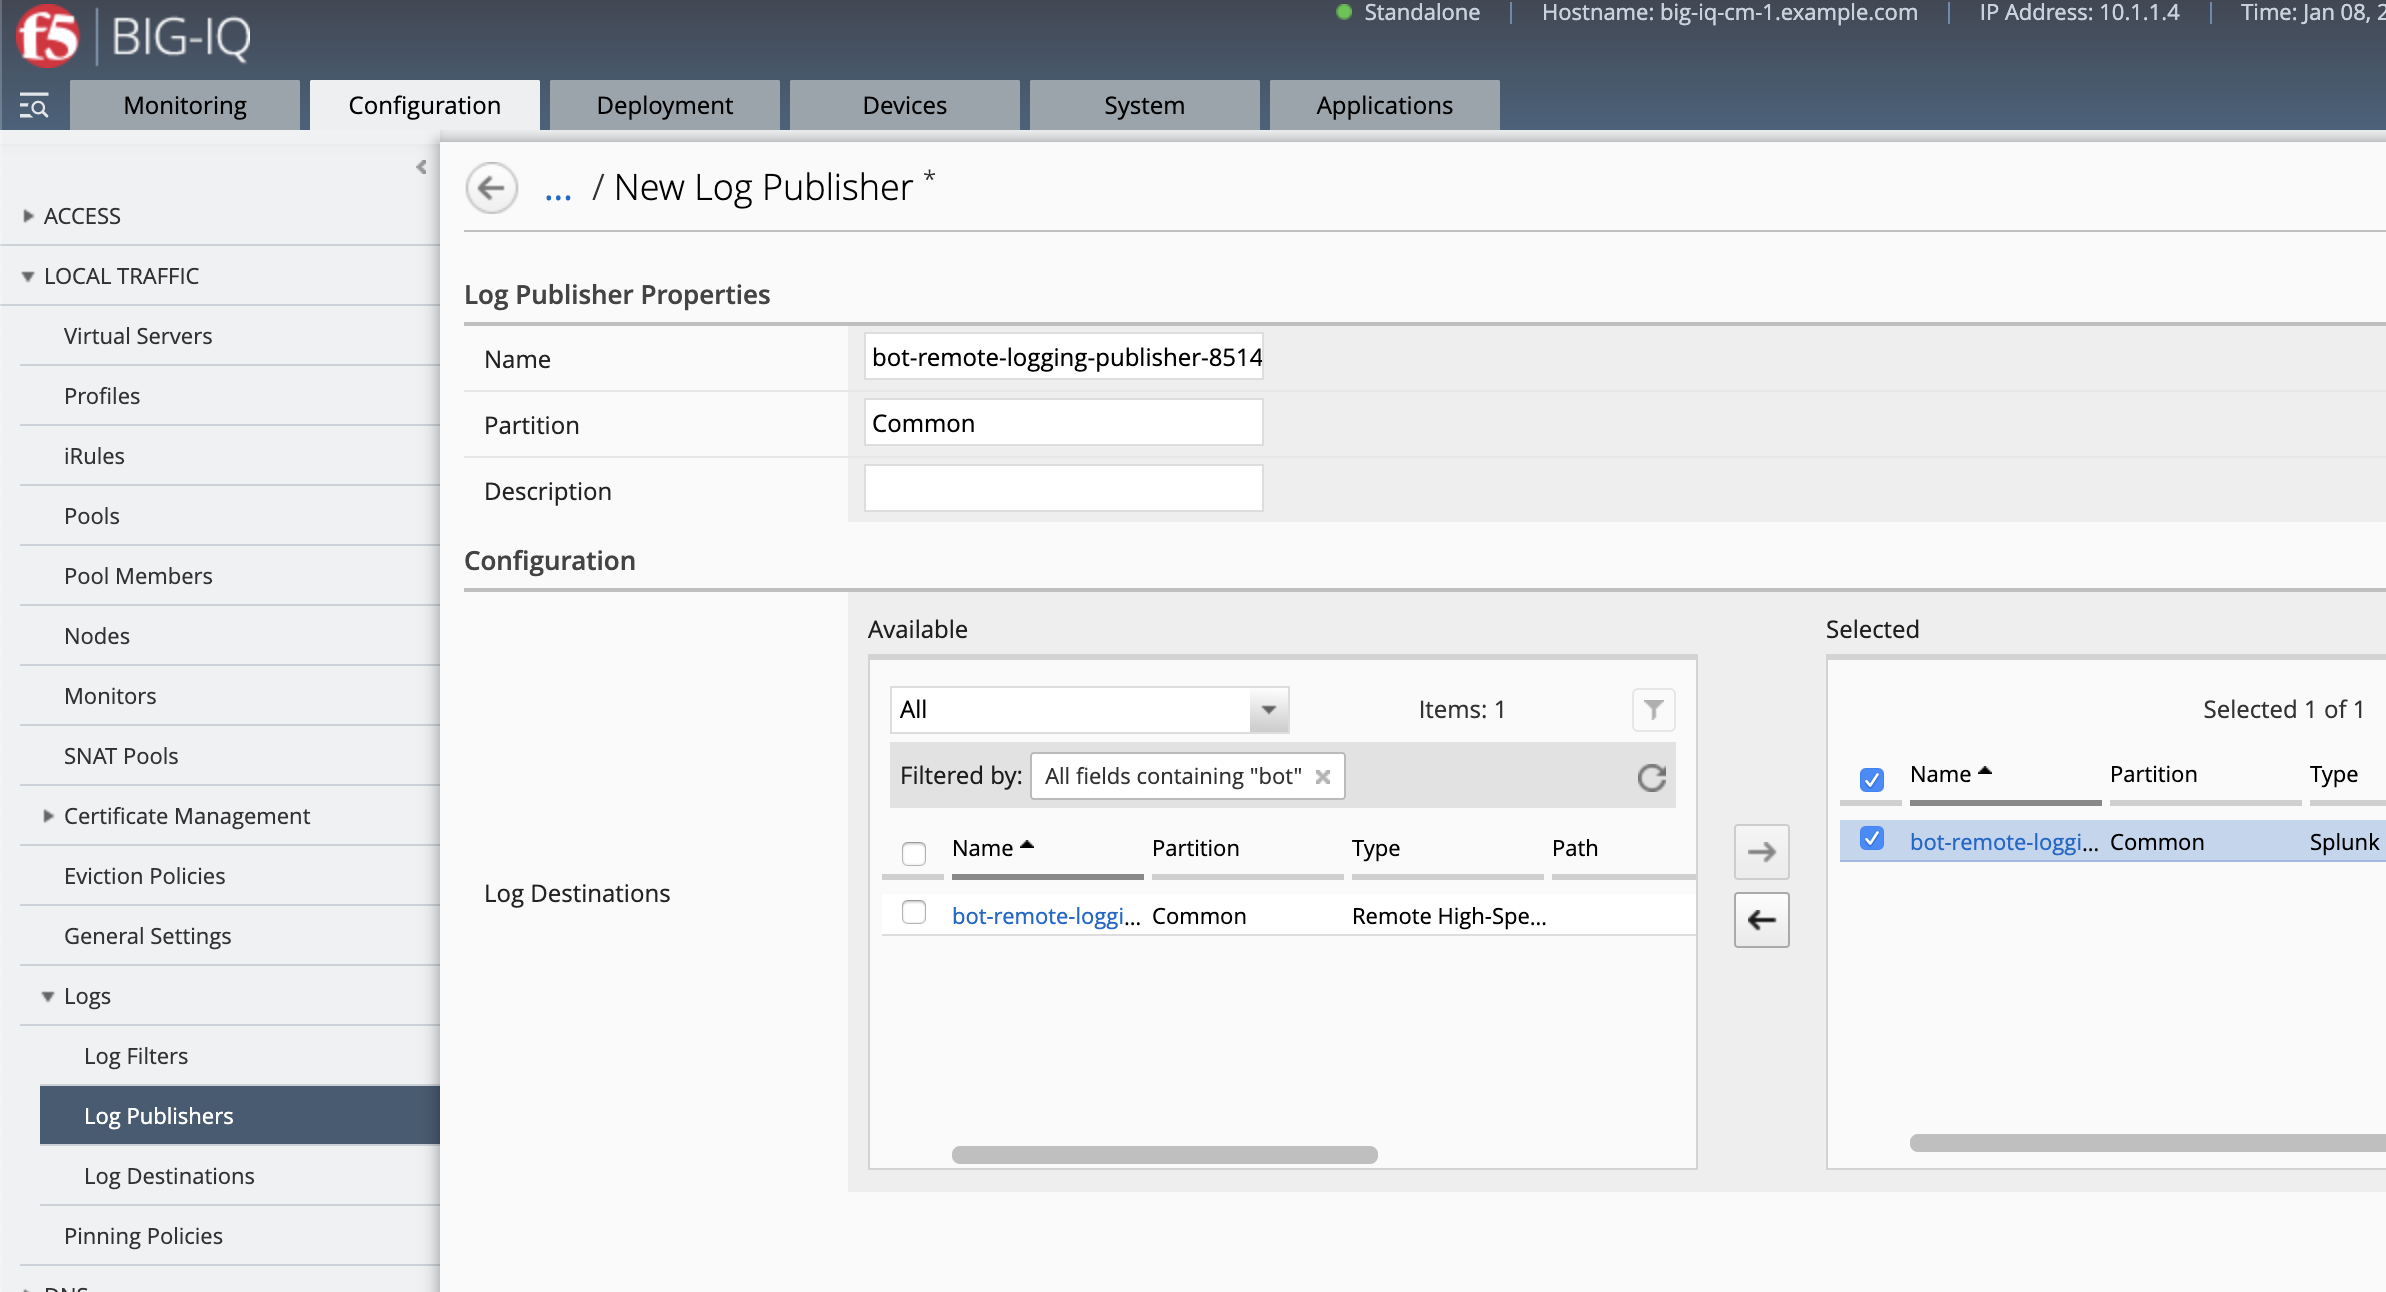 f5 BIG-IQ
Standalone | Hostname: big-iq-cm-1.example.com | IP Address: 10.1.1.4 | Time: Jan 08, 2
Monitoring
Configuration
Deployment
Devices
System
Applications
ACCESS
LOCAL TRAFFIC
Virtual Servers
Profiles
iRules
Pools
Pool Members
Nodes
Monitors
SNAT Pools
Certificate Management
Eviction Policies
General Settings
Logs
Log Filters
Log Publishers
Log Destinations
Pinning Policies
DNS
... / New Log Publisher *
Log Publisher Properties
Name
bot-remote-logging-publisher-8514
Partition
Common
Description
Configuration
Log Destinations
Available
All
Items: 1
Filtered by: All fields containing "bot"
Name Partition Type Path
bot-remote-loggi... Common Remote High-Spe...
Selected
Selected 1 of 1
Name Partition Type
bot-remote-loggi... Common Splunk